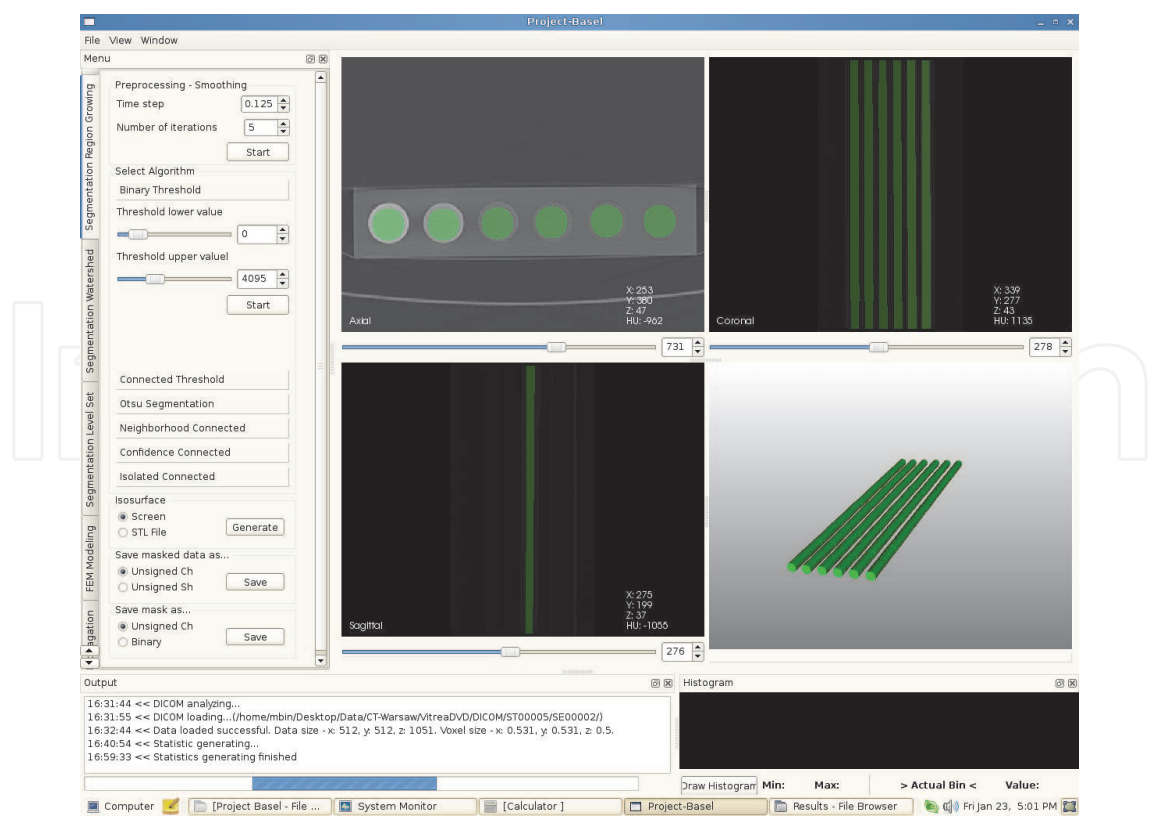 Project-Basel
File View Window
Menu
Segmentation Region Growing
Segmentation Watershed
Segmentation Level Set
FEM Modeling
agation
Preprocessing - Smoothing
Time step 0.125
Number of iterations 5
Start
Select Algorithm
Binary Threshold
Threshold lower value
0
Threshold upper valuel
4095
Start
Connected Threshold
Otsu Segmentation
Neighborhood Connected
Confidence Connected
Isolated Connected
Isosurface
Screen
STL File
Generate
Save masked data as...
Unsigned Ch
Unsigned Sh
Save
Save mask as...
Unsigned Ch
Binary
Save
Axial
X: 253
Y: 380
Z: 47
HU: -962
731
Coronal
X: 339
Y: 277
Z: 43
HU: 1135
278
Sagittal
X: 275
Y: 199
Z: 37
HU: -1055
276
Output
16:31:44 << DICOM analyzing...
16:31:55 << DICOM loading...(/home/mbin/Desktop/Data/CT-Warsaw/VitreaDVD/DICOM/ST00005/SE00002/)
16:32:44 << Data loaded successful. Data size - x: 512, y: 512, z: 1051. Voxel size - x: 0.531, y: 0.531, z: 0.5.
16:40:54 << Statistic generating...
16:59:33 << Statistics generating finished
Histogram
Draw Histogram Min: Max: > Actual Bin < Value:
Computer [Project Basel - File ... System Monitor [Calculator ] Project-Basel Results - File Browser Fri Jan 23, 5:01 PM